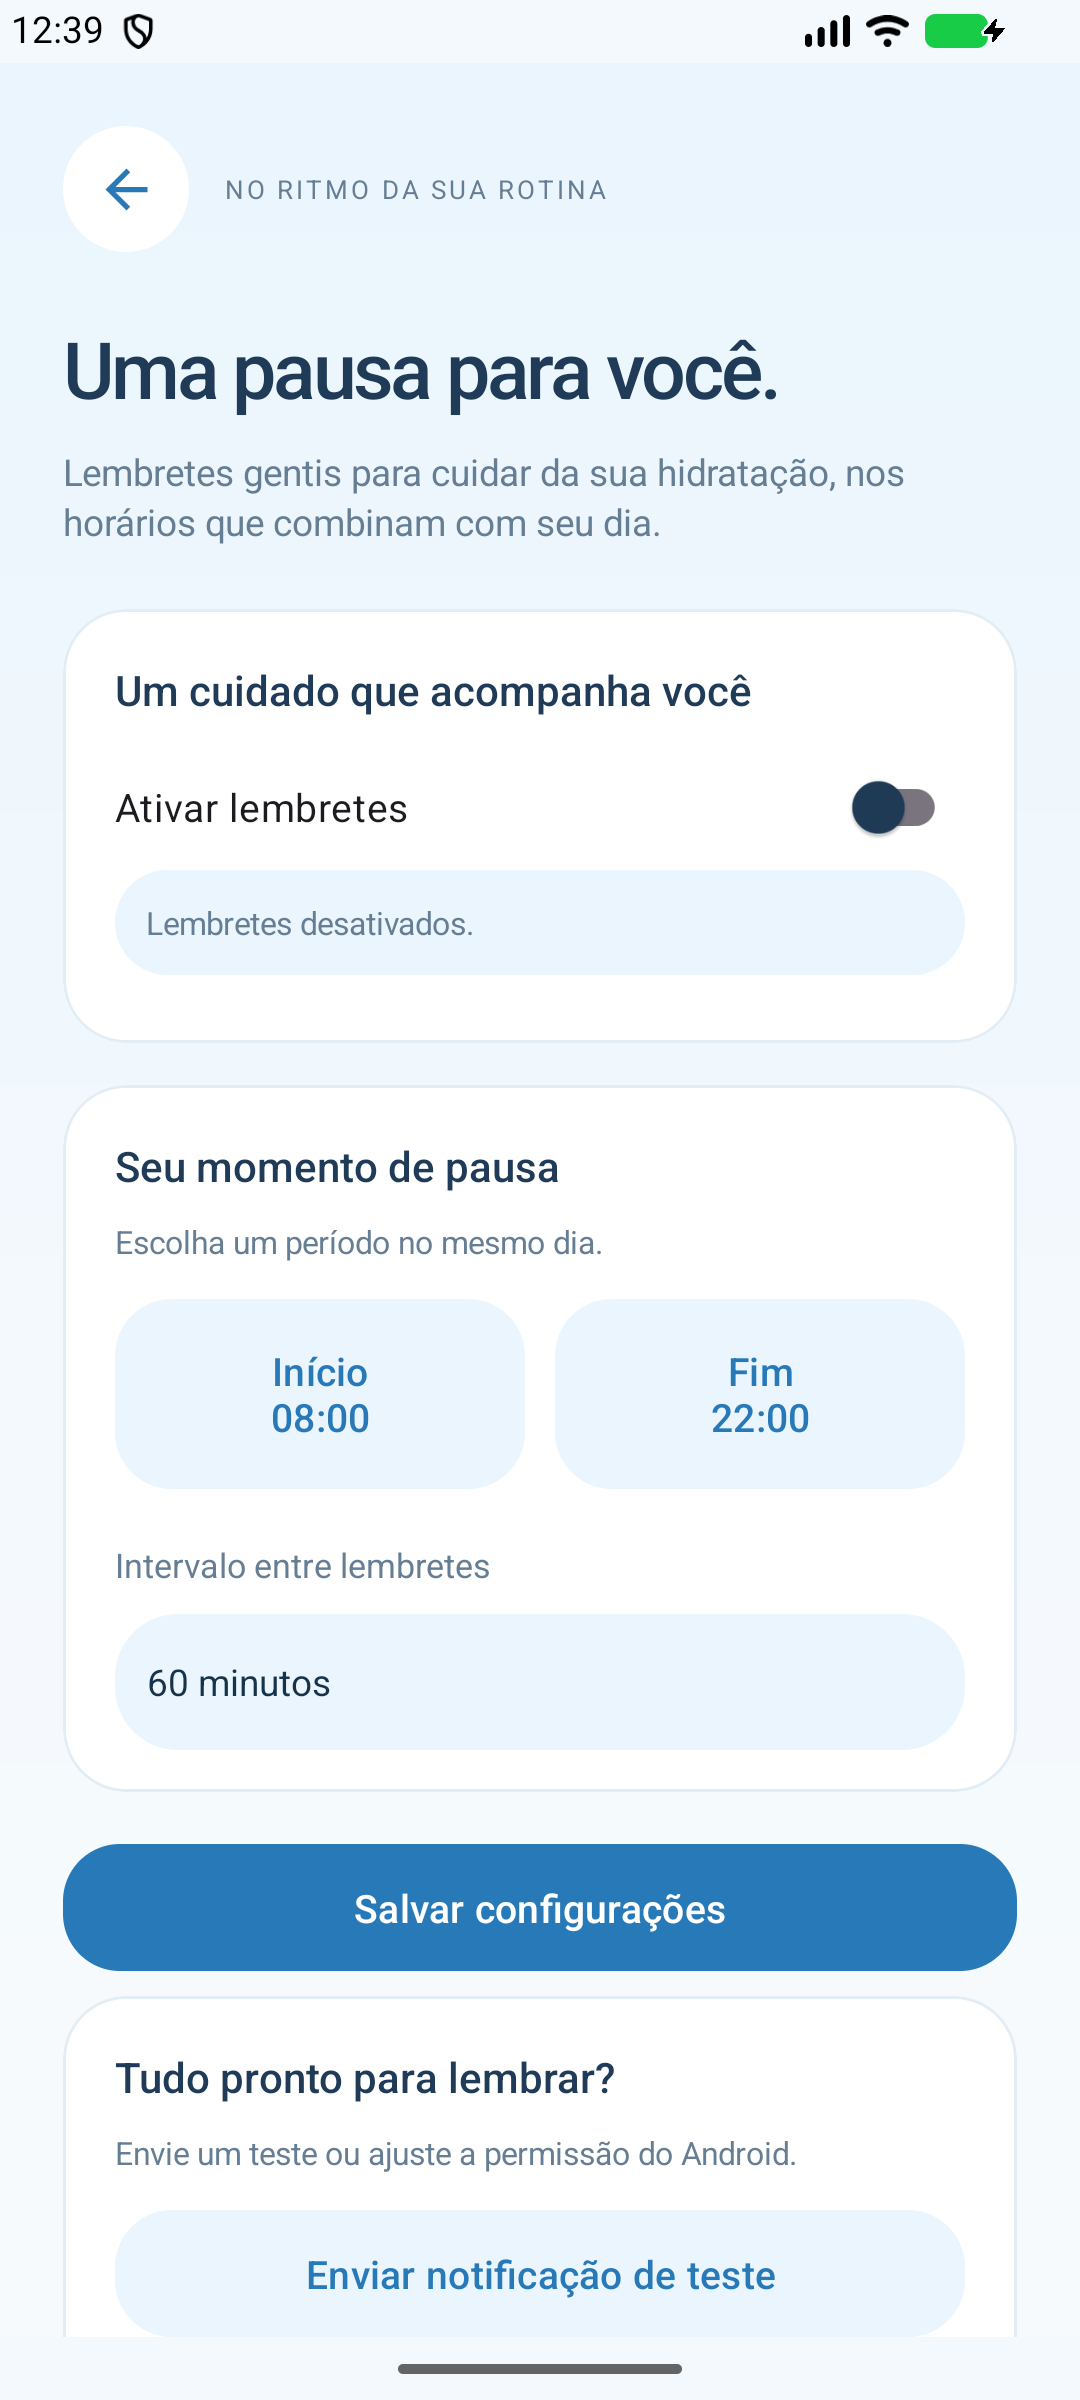 12:39
NO RITMO DA SUA ROTINA
Uma pausa para você.
Lembretes gentis para cuidar da sua hidratação, nos
horários que combinam com seu dia.
Um cuidado que acompanha você
Ativar lembretes
Lembretes desativados.
Seu momento de pausa
Escolha um período no mesmo dia.
Início
08:00
Fim
22:00
Intervalo entre lembretes
60 minutos
Salvar configurações
Tudo pronto para lembrar?
Envie um teste ou ajuste a permissão do Android.
Enviar notificação de teste